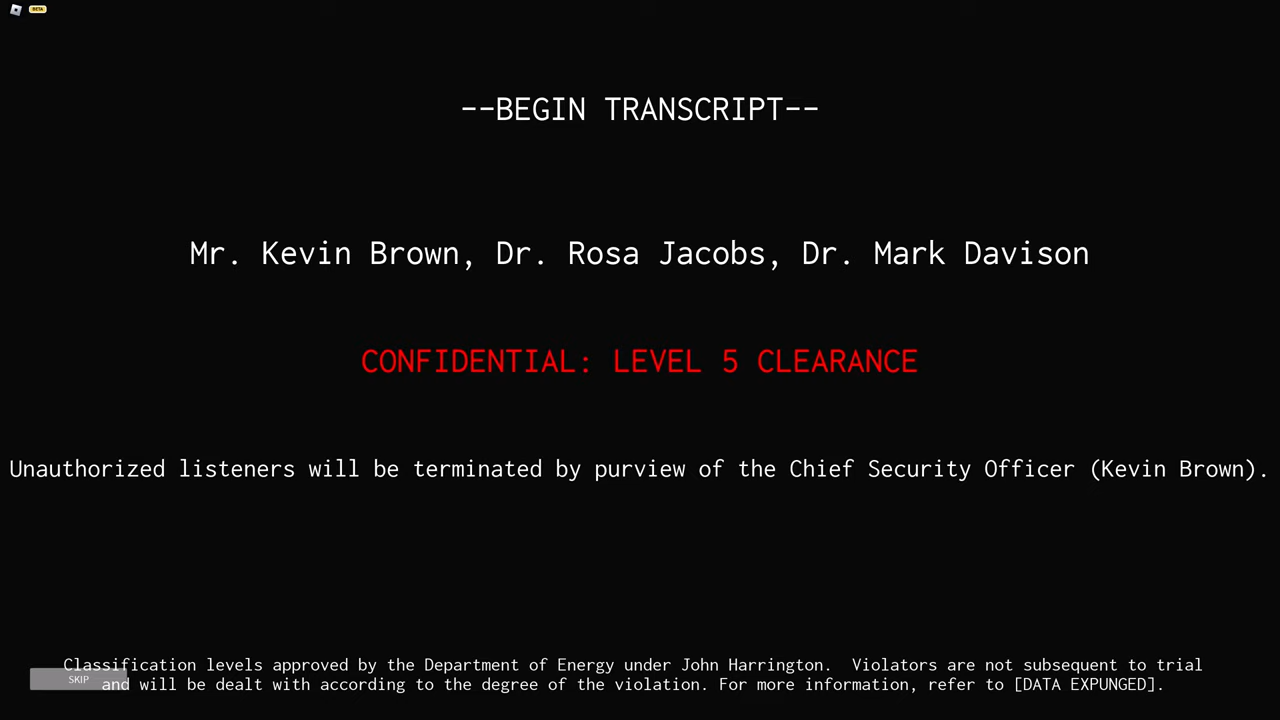 BETA
--BEGIN TRANSCRIPT--
Mr. Kevin Brown, Dr. Rosa Jacobs, Dr. Mark Davison
CONFIDENTIAL: LEVEL 5 CLEARANCE
Unauthorized listeners will be terminated by purview of the Chief Security Officer (Kevin Brown).
Classification levels approved by the Department of Energy under John Harrington.  Violators are not subsequent to trial
and will be dealt with according to the degree of the violation. For more information, refer to [DATA EXPUNGED].
SKIP